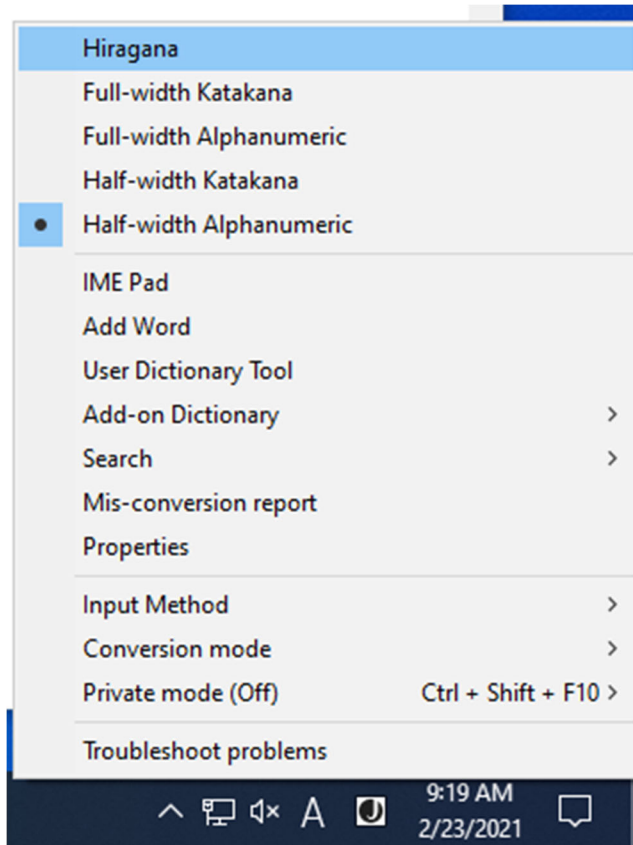 Hiragana
Full-width Katakana
Full-width Alphanumeric
Half-width Katakana
Half-width Alphanumeric
IME Pad
Add Word
User Dictionary Tool
Add-on Dictionary
Search
Mis-conversion report
Properties
Input Method
Conversion mode
Private mode (Off) Ctrl + Shift + F10
Troubleshoot problems
A J 9:19 AM
2/23/2021